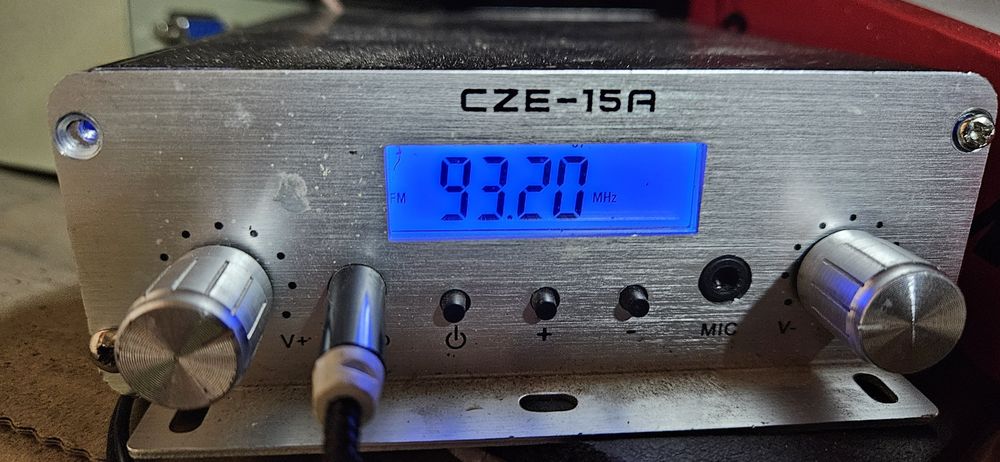 CZE-15A
FM 93.20 MHz
V+ + - MIC V-